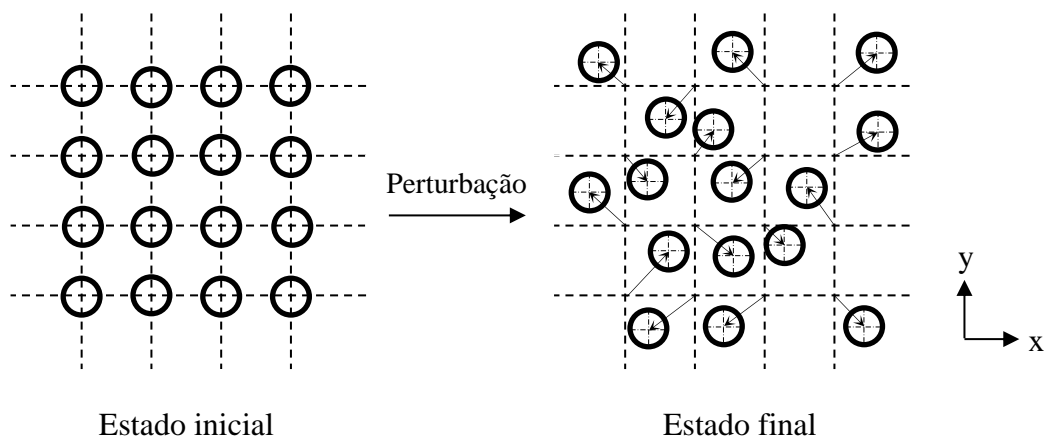 Perturbação
y
x
Estado inicial
Estado final